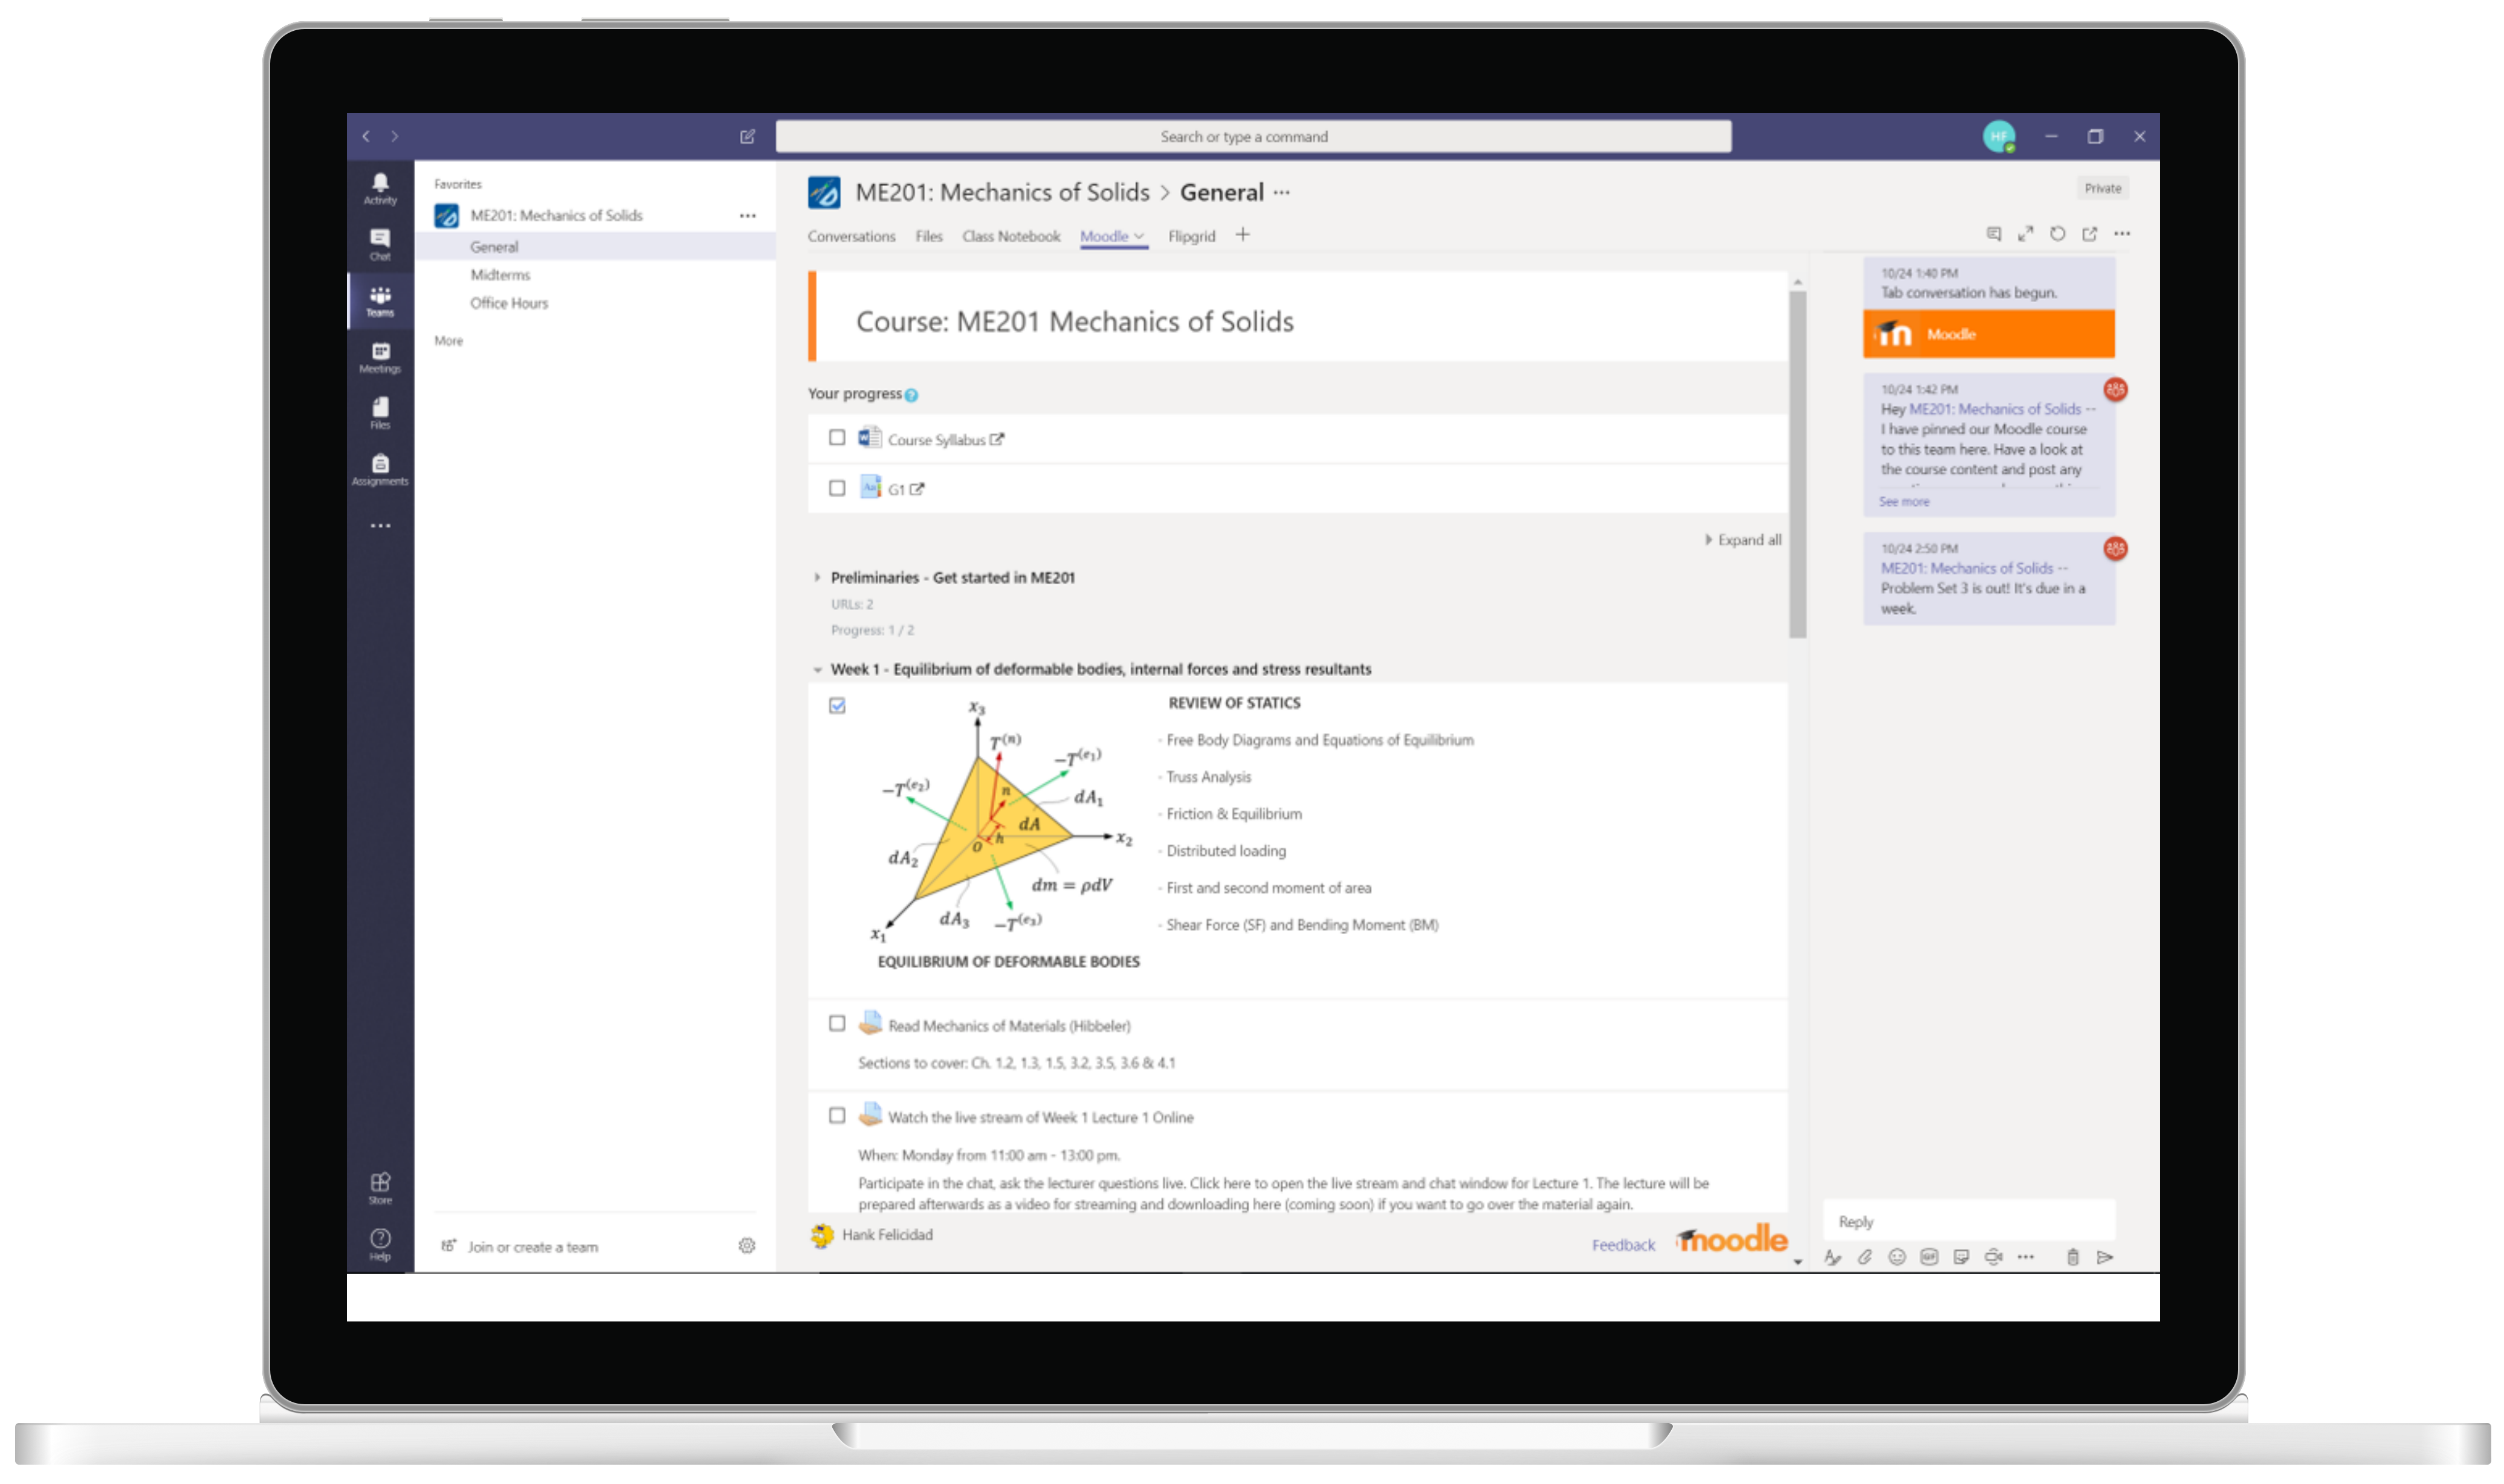 Search or type a command
HF
Activity
Chat
Teams
Meetings
Files
Assignments
Store
Help
Favorites
ME201: Mechanics of Solids
General
Midterms
Office Hours
More
Join or create a team
ME201: Mechanics of Solids > General
Private
Conversations Files Class Notebook Moodle Flipgrid
Course: ME201 Mechanics of Solids
Your progress
Course Syllabus
G1
Expand all
Preliminaries - Get started in ME201
URLs: 2
Progress: 1 / 2
Week 1 - Equilibrium of deformable bodies, internal forces and stress resultants
x₃
T⁽ⁿ⁾
−T⁽ᵉ¹⁾
−T⁽ᵉ²⁾
n
dA₁
dA
h
O
x₂
dA₂
dm = ρdV
dA₃
−T⁽ᵉ³⁾
x₁
EQUILIBRIUM OF DEFORMABLE BODIES
REVIEW OF STATICS
- Free Body Diagrams and Equations of Equilibrium
- Truss Analysis
- Friction & Equilibrium
- Distributed loading
- First and second moment of area
- Shear Force (SF) and Bending Moment (BM)
Read Mechanics of Materials (Hibbeler)
Sections to cover: Ch. 1.2, 1.3, 1.5, 3.2, 3.5, 3.6 & 4.1
Watch the live stream of Week 1 Lecture 1 Online
When: Monday from 11:00 am - 13:00 pm.
Participate in the chat, ask the lecturer questions live. Click here to open the live stream and chat window for Lecture 1. The lecture will be
prepared afterwards as a video for streaming and downloading here (coming soon) if you want to go over the material again.
Hank Felicidad
Feedback
moodle
10/24 1:40 PM
Tab conversation has begun.
m Moodle
10/24 1:42 PM
Hey ME201: Mechanics of Solids --
I have pinned our Moodle course
to this team here. Have a look at
the course content and post any
See more
10/24 2:50 PM
ME201: Mechanics of Solids --
Problem Set 3 is out! It's due in a
week.
Reply
GIF